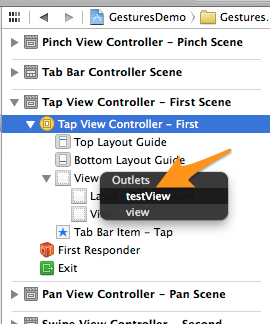 GesturesDemo
Gestures.
Pinch View Controller – Pinch Scene
Tab Bar Controller Scene
Tap View Controller – First Scene
Tap View Controller – First
Top Layout Guide
Bottom Layout Guide
View
Outlets
testView
view
Tab Bar Item – Tap
First Responder
Exit
Pan View Controller – Pan Scene
Swipe View Controller – Second